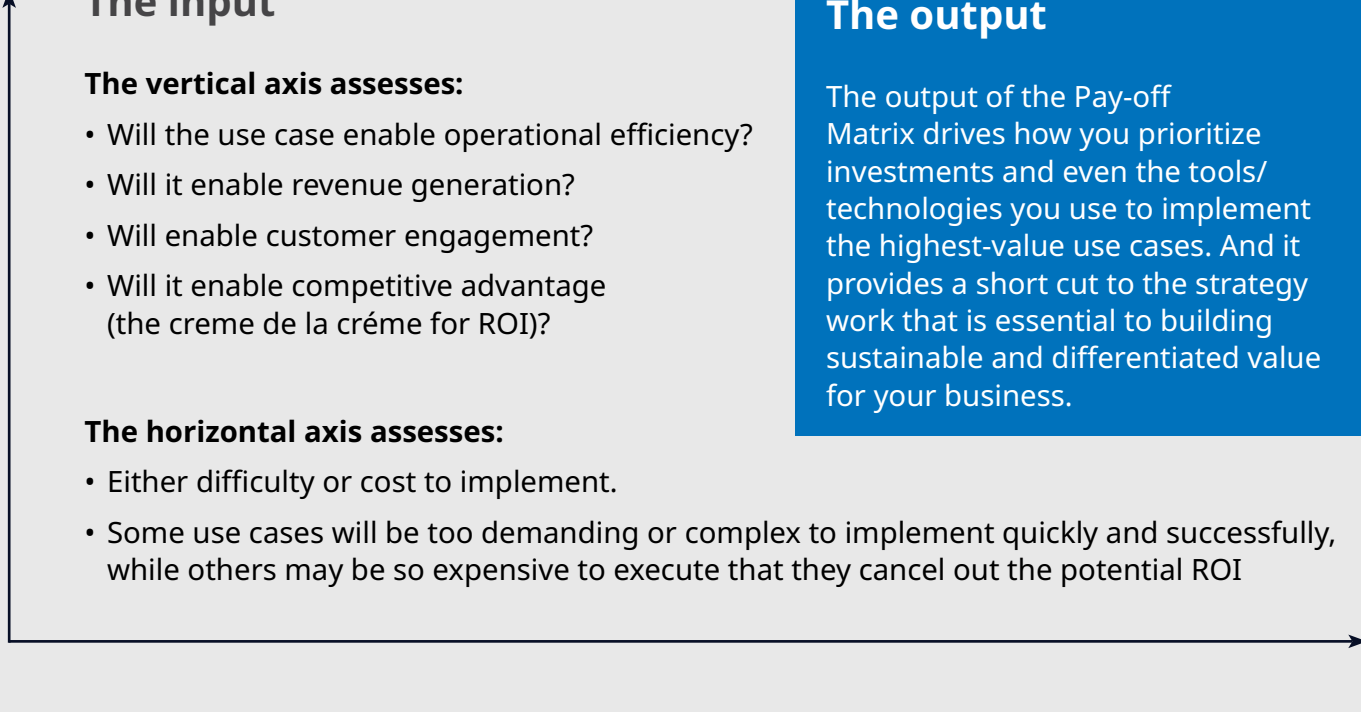 The input
The vertical axis assesses:
• Will the use case enable operational efficiency?
• Will it enable revenue generation?
• Will enable customer engagement?
• Will it enable competitive advantage
(the creme de la créme for ROI)?
The horizontal axis assesses:
• Either difficulty or cost to implement.
• Some use cases will be too demanding or complex to implement quickly and successfully,
while others may be so expensive to execute that they cancel out the potential ROI
The output
The output of the Pay-off
Matrix drives how you prioritize
investments and even the tools/
technologies you use to implement
the highest-value use cases. And it
provides a short cut to the strategy
work that is essential to building
sustainable and differentiated value
for your business.